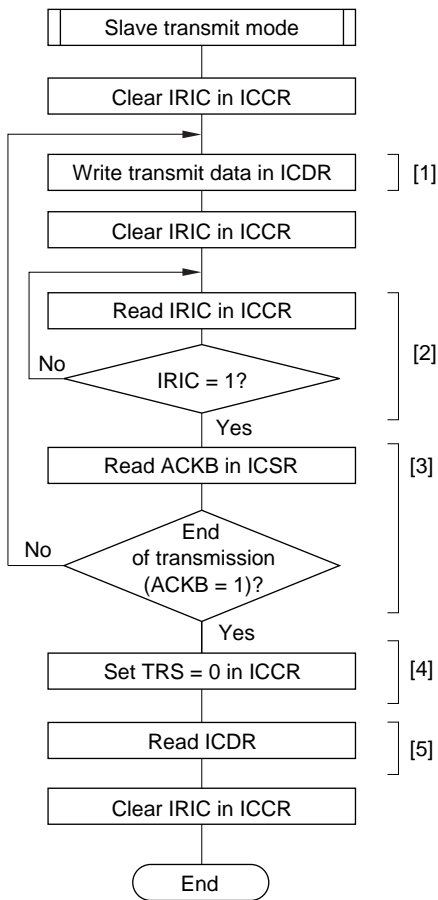 Slave transmit mode
Clear IRIC in ICCR
Write transmit data in ICDR
[1]
Clear IRIC in ICCR
Read IRIC in ICCR
[2]
No
IRIC = 1?
Yes
Read ACKB in ICSR
[3]
End
No
of transmission
(ACKB = 1)?
Yes
Set TRS = 0 in ICCR
[4]
Read ICDR
[5]
Clear IRIC in ICCR
End